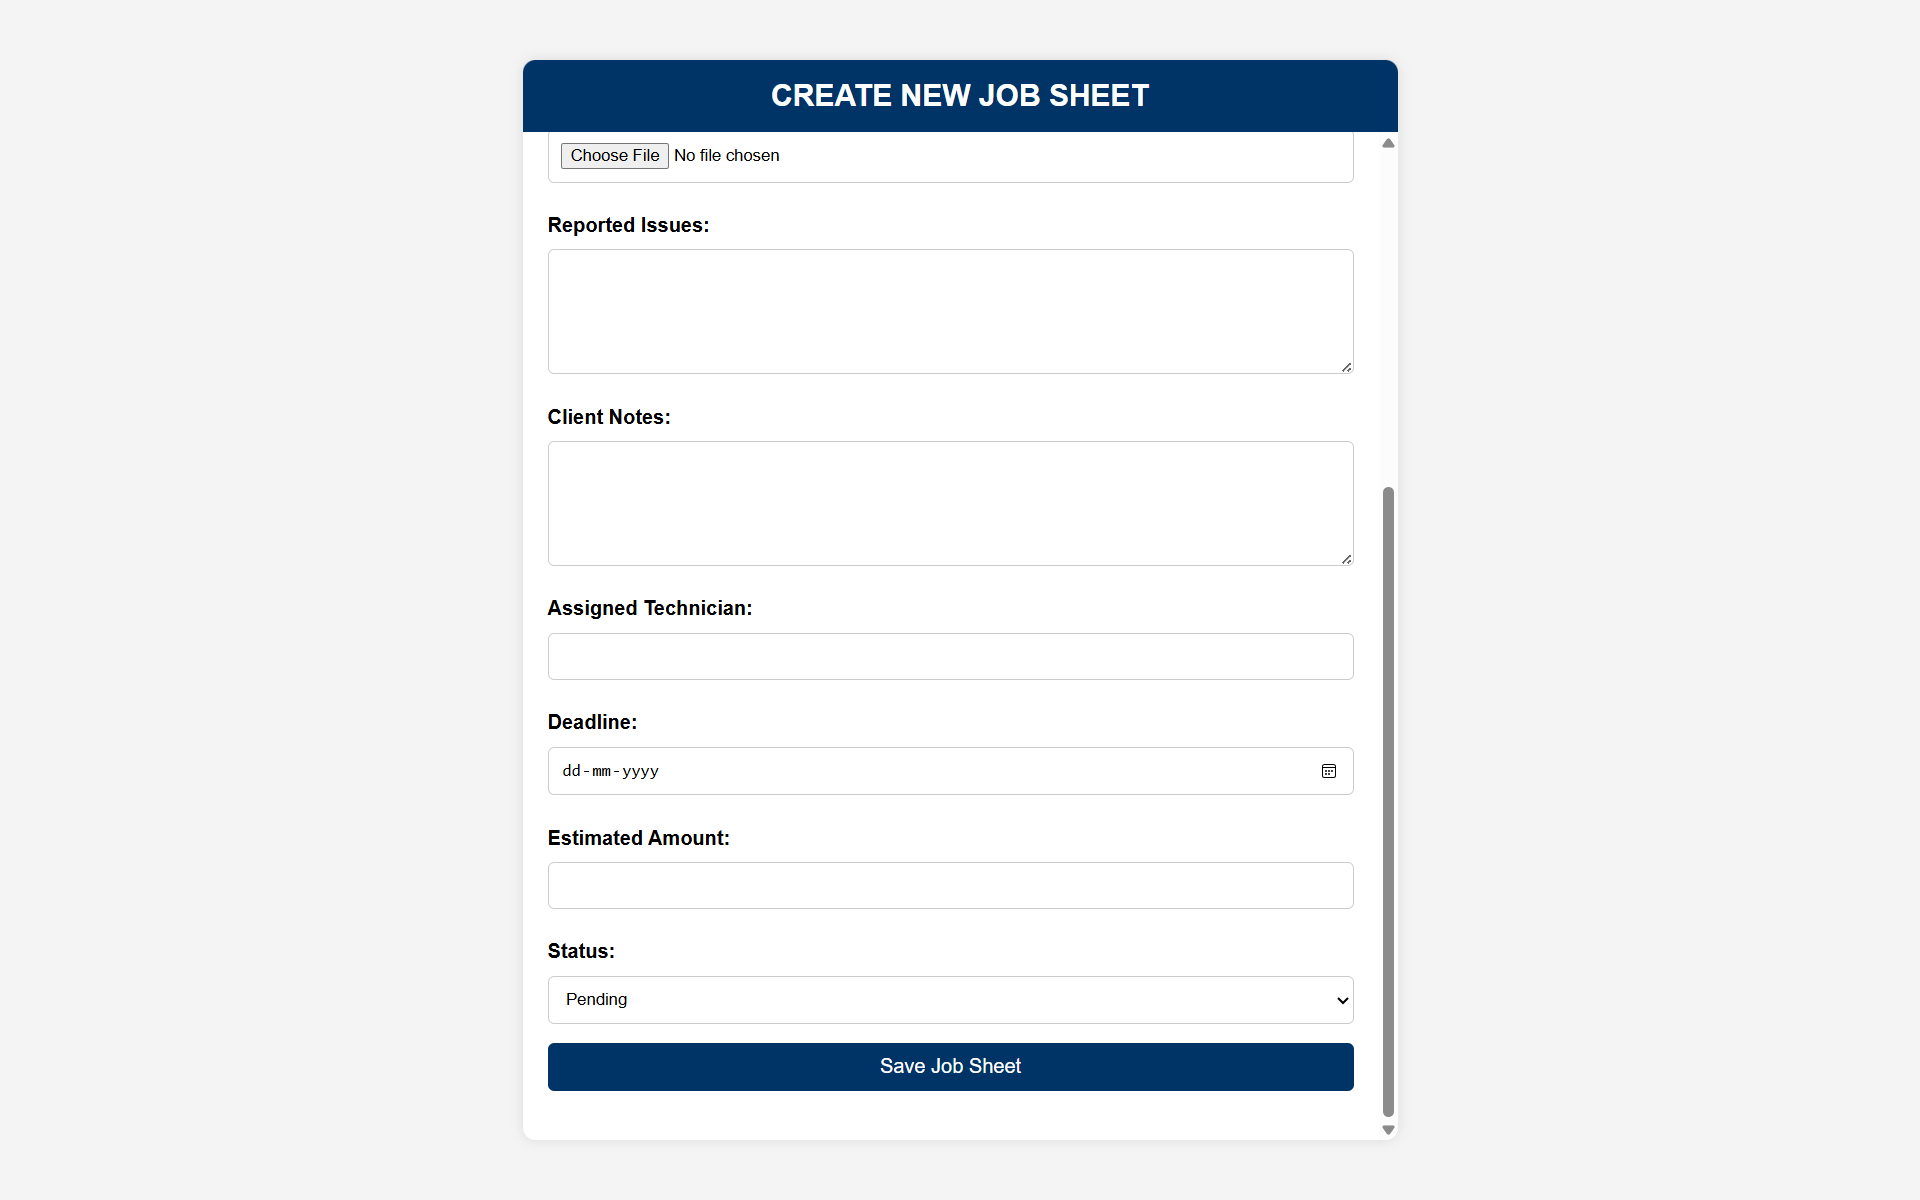 CREATE NEW JOB SHEET
Choose File No file chosen
Reported Issues:
Client Notes:
Assigned Technician:
Deadline:
dd-mm-yyyy
Estimated Amount:
Status:
Pending
Save Job Sheet